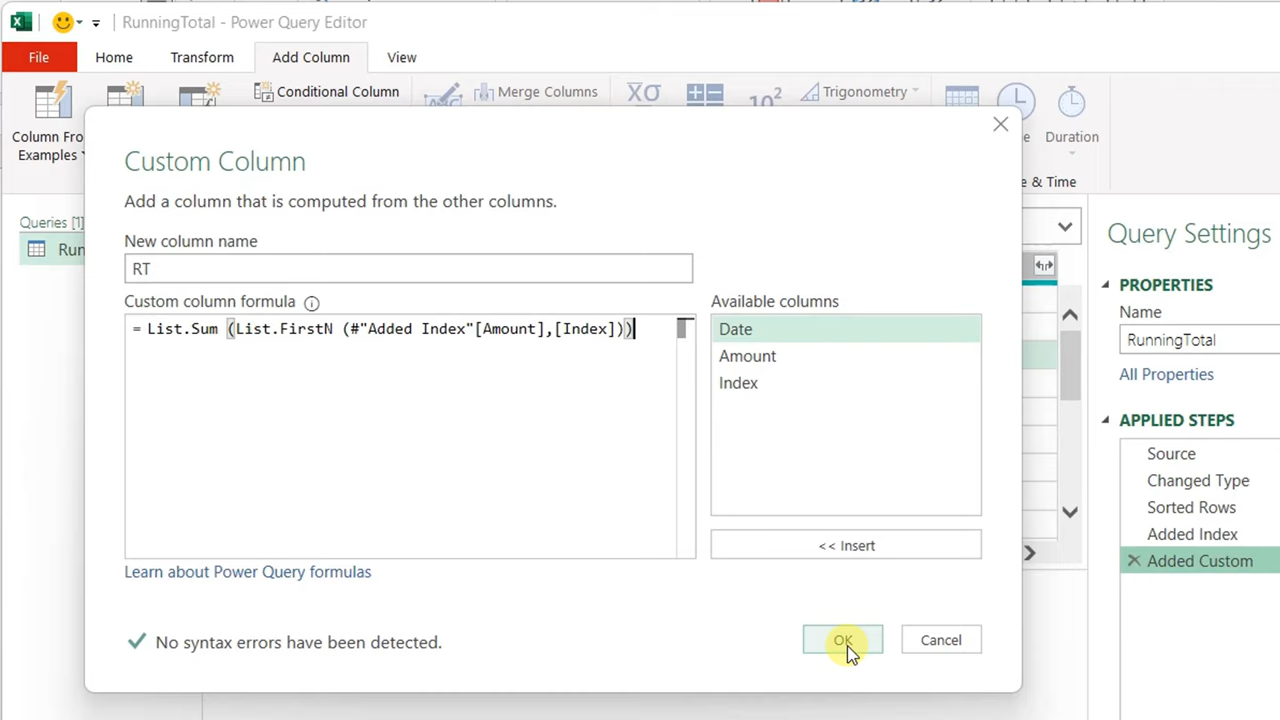 RunningTotal - Power Query Editor
File Home Transform Add Column View
Conditional Column Merge Columns Trigonometry
Column Fro
Examples
XΣσ
10²
Duration
e & Time
Custom Column
Add a column that is computed from the other columns.
New column name
RT
Custom column formula
= List.Sum (List.FirstN (#"Added Index"[Amount],[Index]))
Available columns
Date
Amount
Index
<< Insert
Learn about Power Query formulas
No syntax errors have been detected.
OK Cancel
Queries [1]
Run
Query Settings
PROPERTIES
Name
RunningTotal
All Properties
APPLIED STEPS
Source
Changed Type
Sorted Rows
Added Index
Added Custom